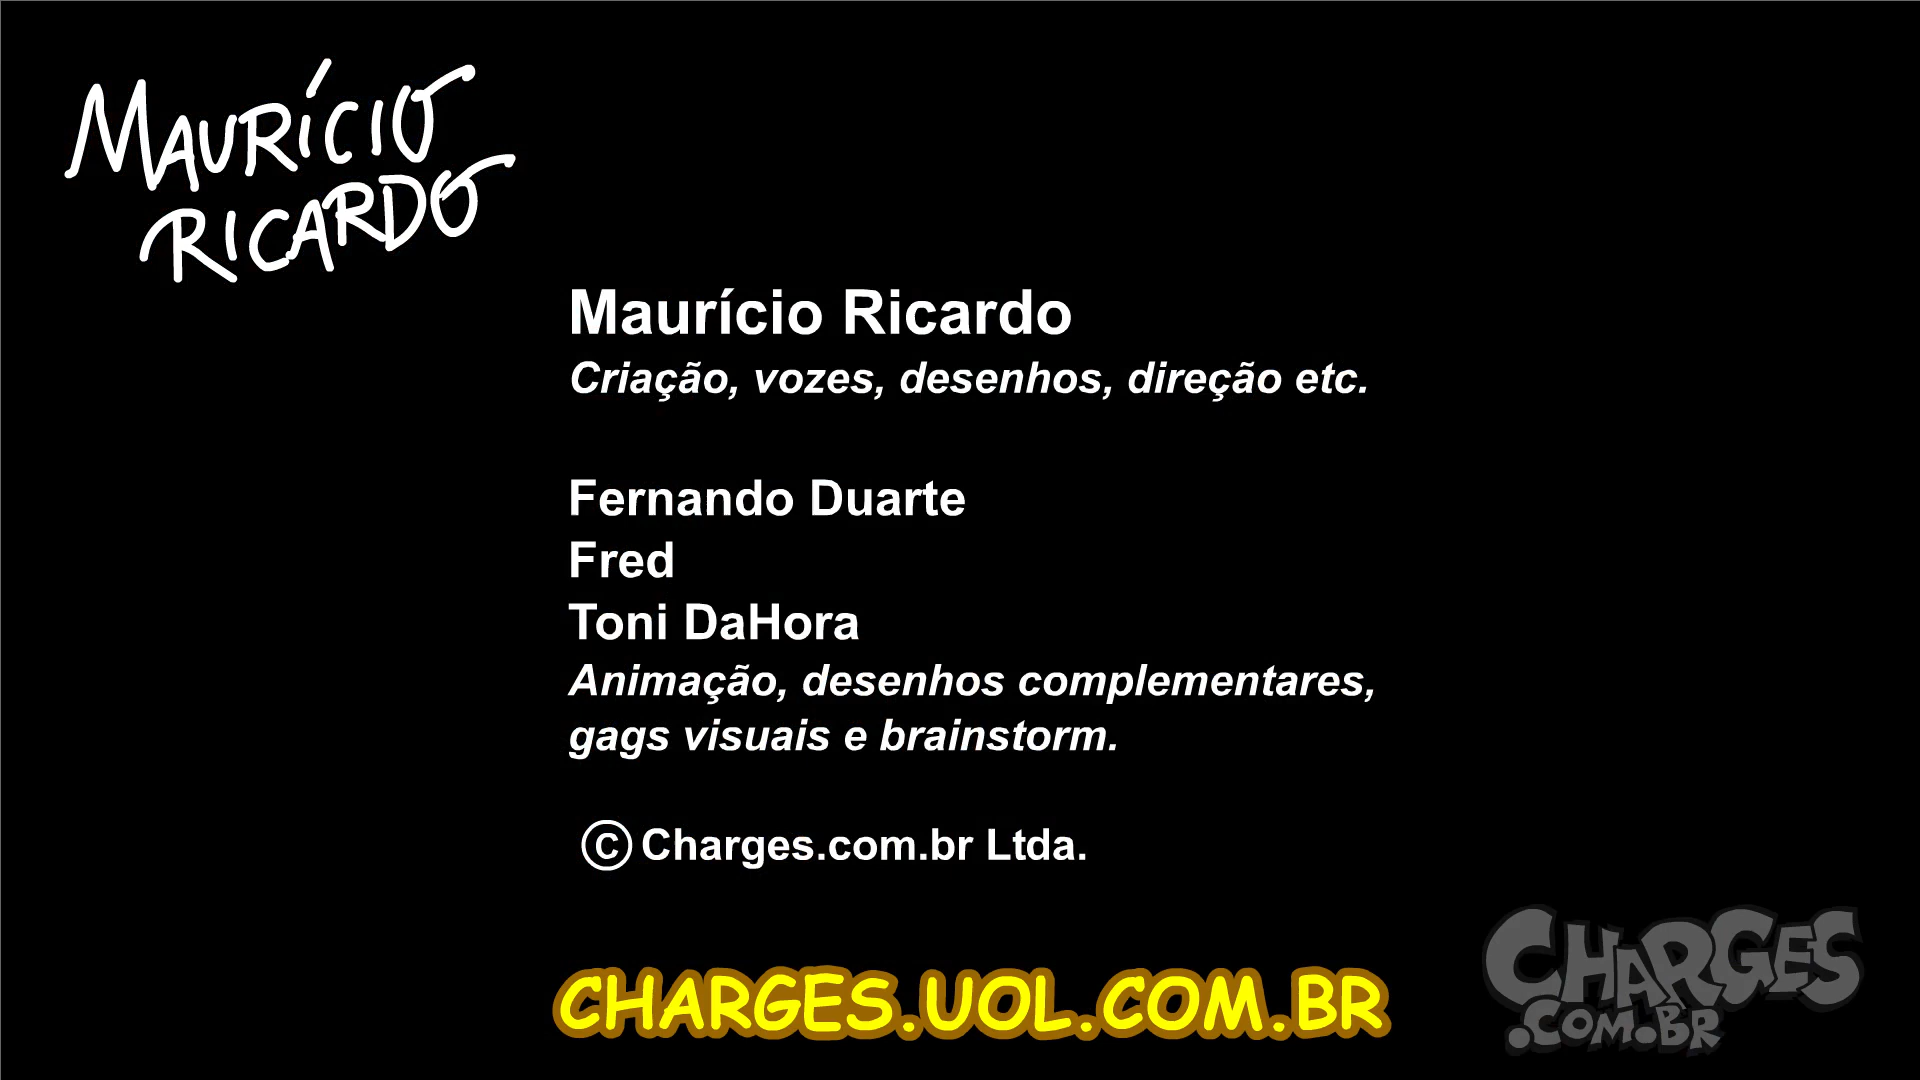 MAURÍCIO
RICARDO
Maurício Ricardo
Criação, vozes, desenhos, direção etc.
Fernando Duarte
Fred
Toni DaHora
Animação, desenhos complementares,
gags visuais e brainstorm.
© Charges.com.br Ltda.
CHARGES.UOL.COM.BR
CHARGES
.COM.BR